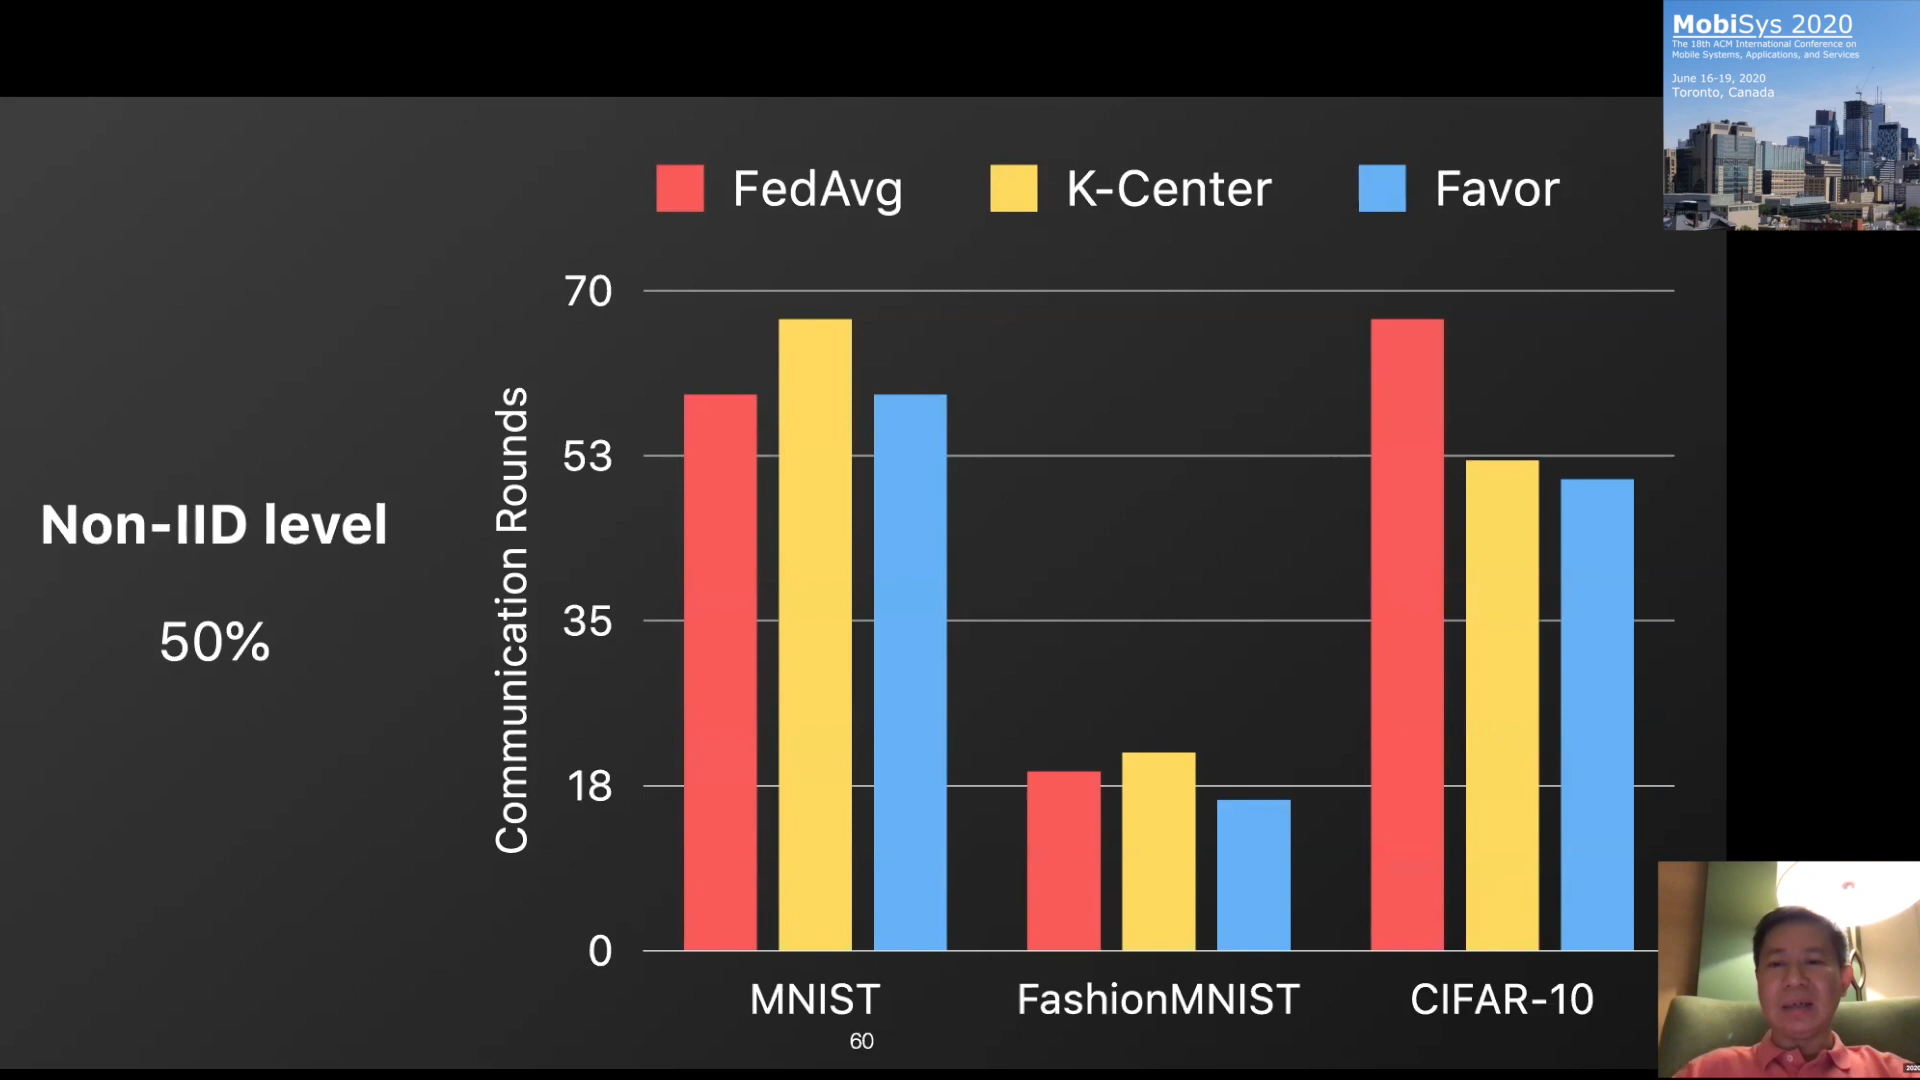 MobiSys 2020
The 18th ACM International Conference on
Mobile Systems, Applications, and Services
June 16-19, 2020
Toronto, Canada
FedAvg
K-Center
Favor
Non-IID level
50%
Communication Rounds
70
53
35
18
0
MNIST
FashionMNIST
CIFAR-10
60